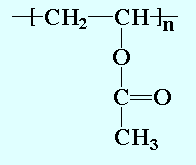 —[ CH2—CH ]n—
O
C=O
CH3